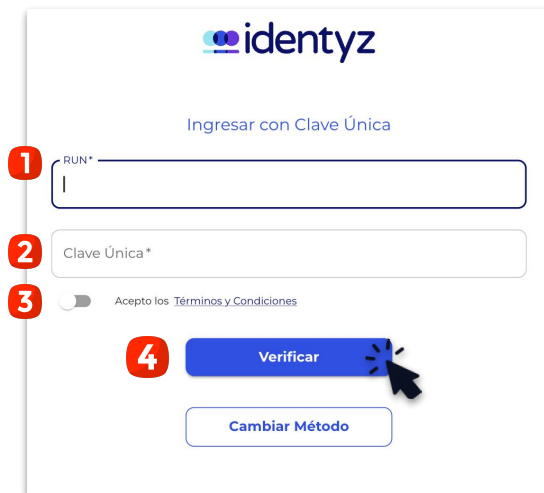 identyz
Ingresar con Clave Única
1
RUN*
2
Clave Única*
3
Acepto los Términos y Condiciones
4
Verificar
Cambiar Método